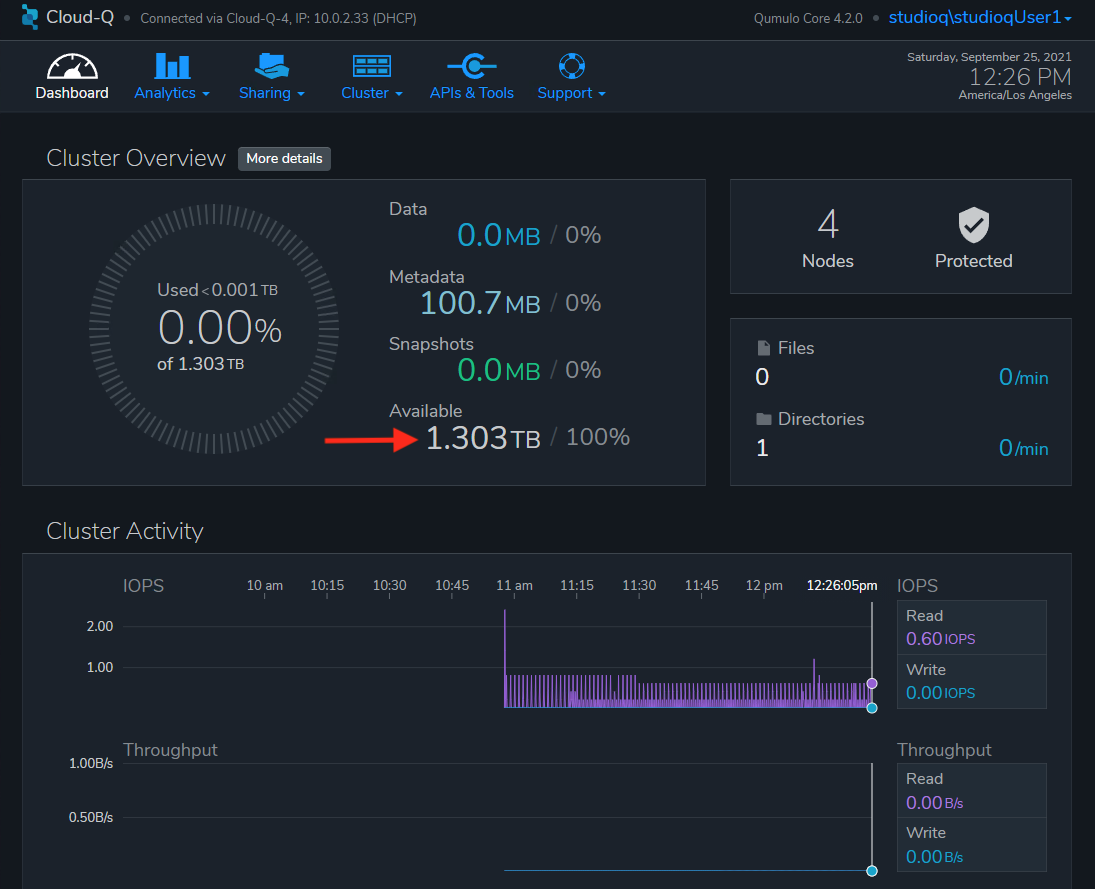 Cloud-Q • Connected via Cloud-Q-4, IP: 10.0.2.33 (DHCP)
Qumulo Core 4.2.0 • studioq\studioqUser1
Dashboard
Analytics
Sharing
Cluster
APIs & Tools
Support
Saturday, September 25, 2021
12:26 PM
America/Los Angeles
Cluster Overview
More details
Used <0.001 TB
0.00%
of 1.303 TB
Data
0.0 MB / 0%
Metadata
100.7 MB / 0%
Snapshots
0.0 MB / 0%
Available
1.303 TB / 100%
4
Nodes
Protected
Files
0
0/min
Directories
1
0/min
Cluster Activity
IOPS
10 am 10:15 10:30 10:45 11 am 11:15 11:30 11:45 12 pm 12:26:05pm
2.00
1.00
IOPS
Read
0.60 IOPS
Write
0.00 IOPS
Throughput
1.00B/s
0.50B/s
Throughput
Read
0.00 B/s
Write
0.00 B/s